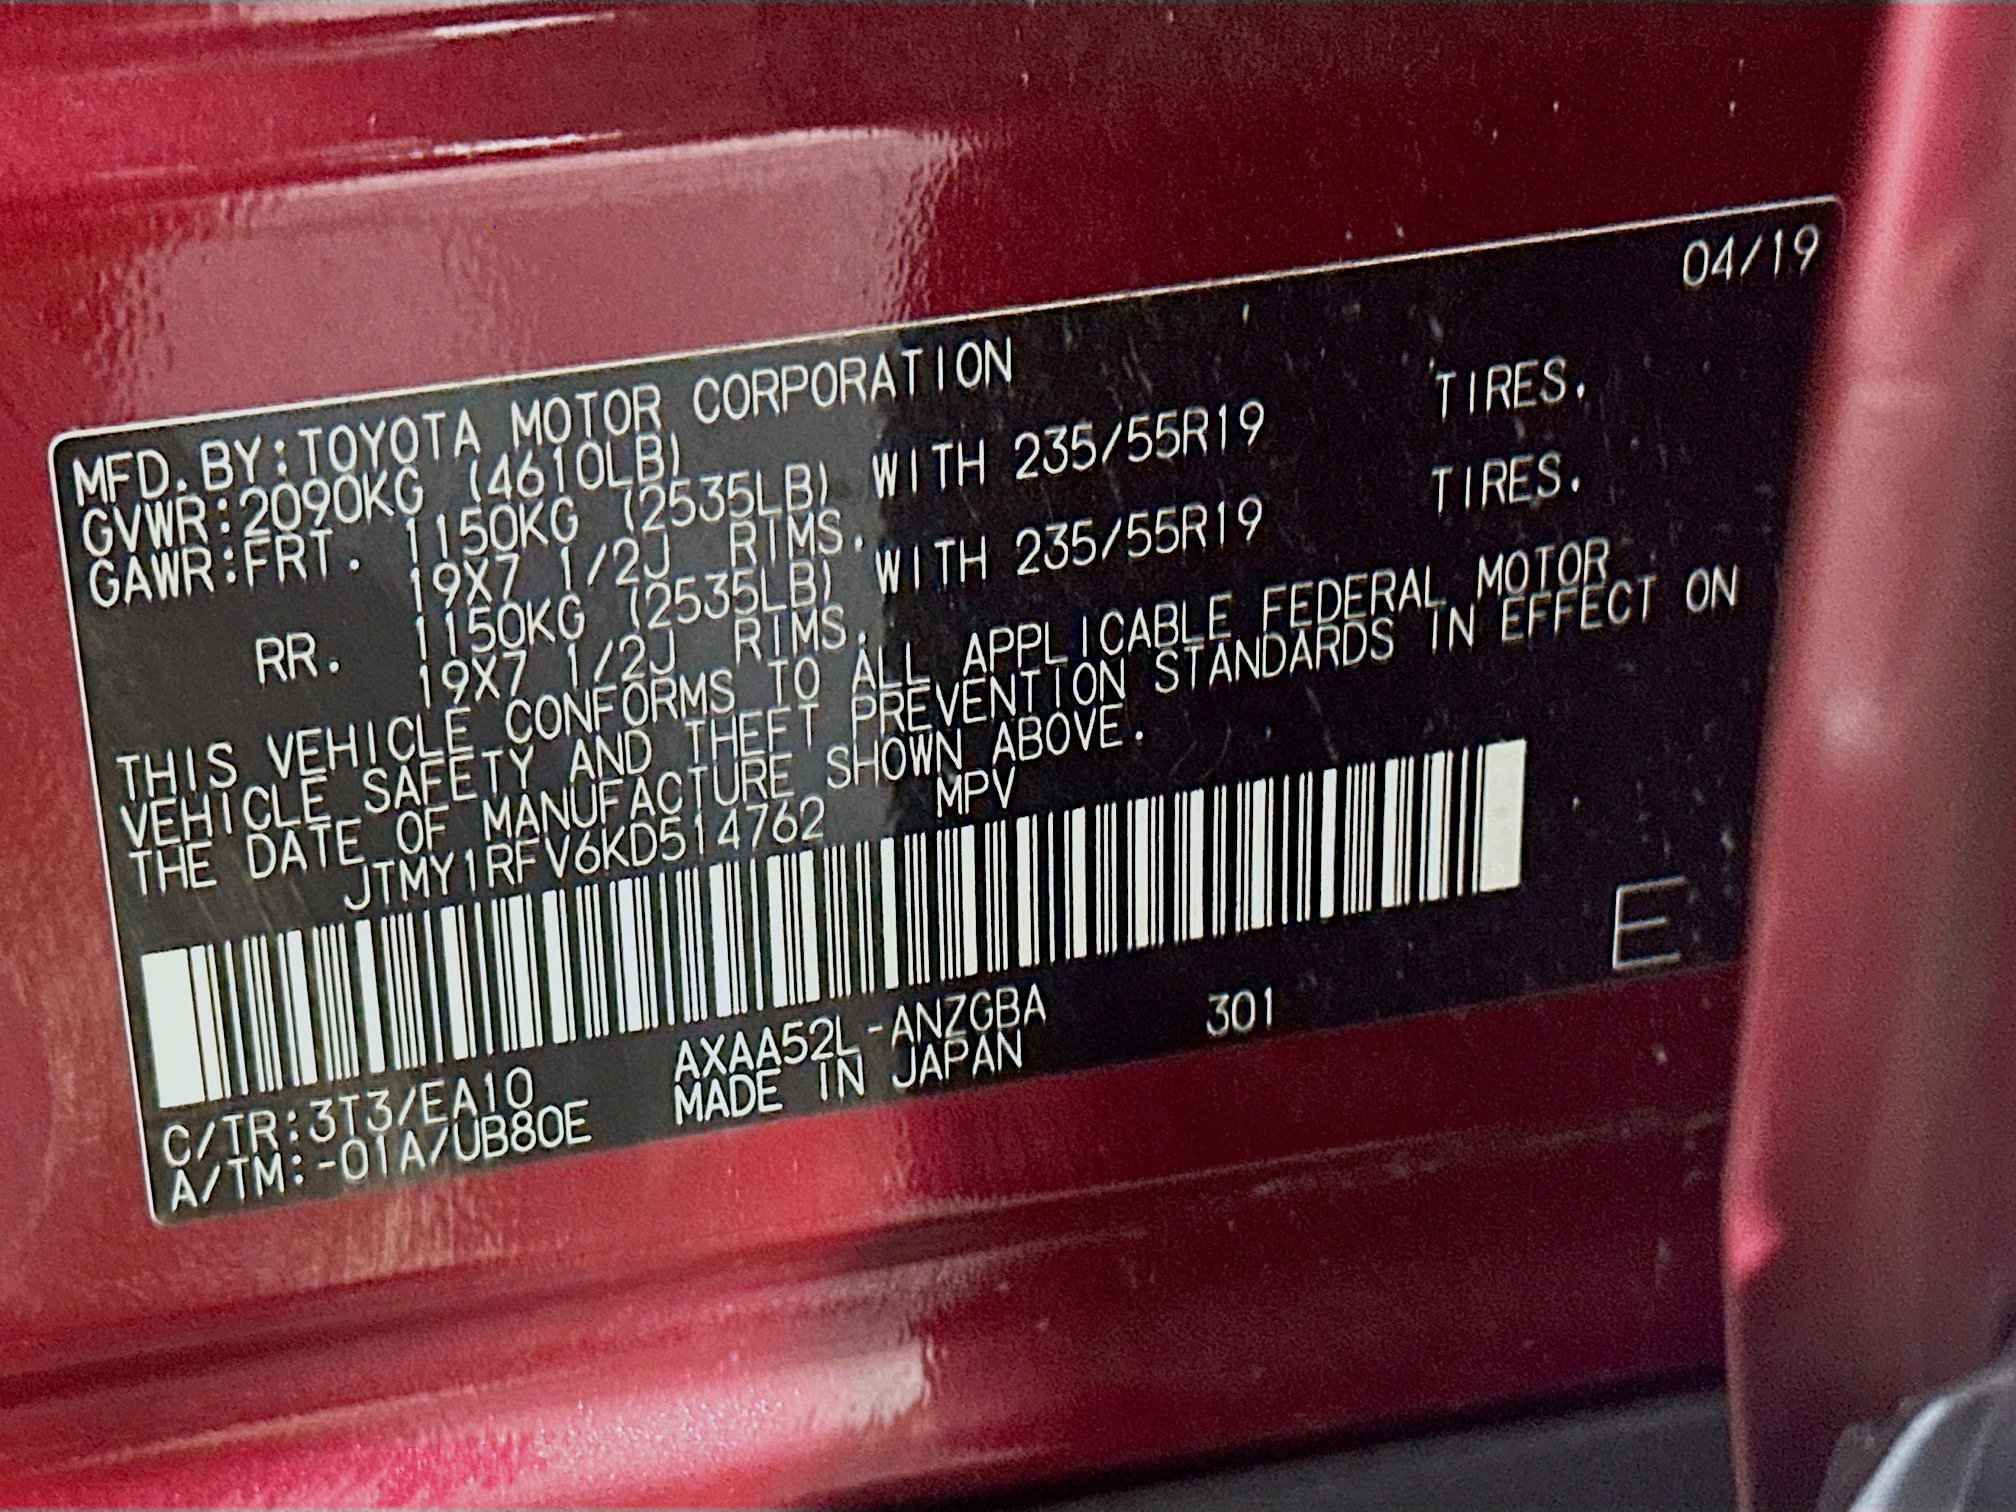 04/19
MFD. BY: TOYOTA MOTOR CORPORATION
GVWR: 2090KG (4610LB)
GAWR: FRT. 1150KG (2535LB) WITH 235/55R19 TIRES.
19X7 1/2J RIMS.
RR. 1150KG (2535LB) WITH 235/55R19 TIRES.
19X7 1/2J RIMS.
THIS VEHICLE CONFORMS TO ALL APPLICABLE FEDERAL MOTOR
VEHICLE SAFETY AND THEFT PREVENTION STANDARDS IN EFFECT ON
THE DATE OF MANUFACTURE SHOWN ABOVE.
JTMY1RFV6KD514762 MPV
E
AXAA52L-ANZGBA 301
C/TR: 3T3/EA10 MADE IN JAPAN
A/TM: -01A/UB80E